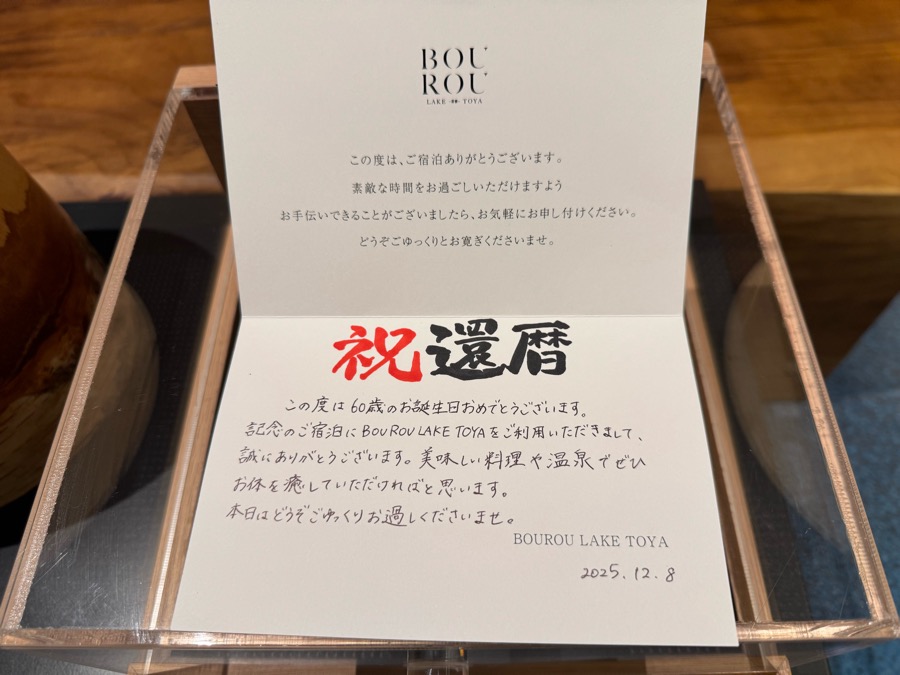 BOU
ROU
LAKE TOYA
この度は、ご宿泊ありがとうございます。
素敵な時間をお過ごしいただけますよう
お手伝いできることがございましたら、お気軽にお申し付けください。
どうぞごゆっくりとお寛ぎくださいませ。
祝還暦
この度は60歳のお誕生日おめでとうございます。
記念のご宿泊にBOUROU LAKE TOYAをご利用いただきまして、
誠にありがとうございます。美味しい料理や温泉でぜひ
お体を癒していただければと思います。
本日はどうぞごゆっくりお過しくださいませ。
BOUROU LAKE TOYA
2025.12.8